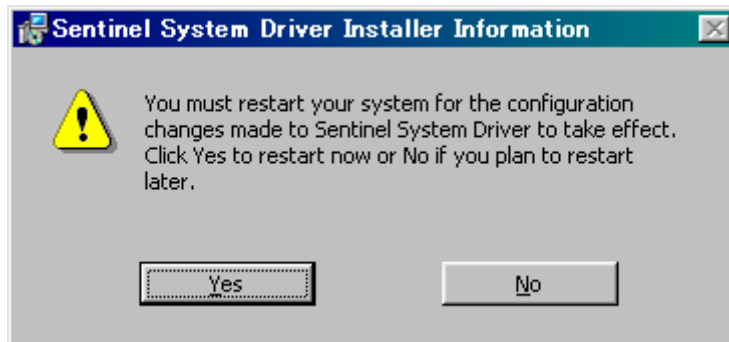 Sentinel System Driver Installer Information
You must restart your system for the configuration
changes made to Sentinel System Driver to take effect.
Click Yes to restart now or No if you plan to restart
later.
Yes
No